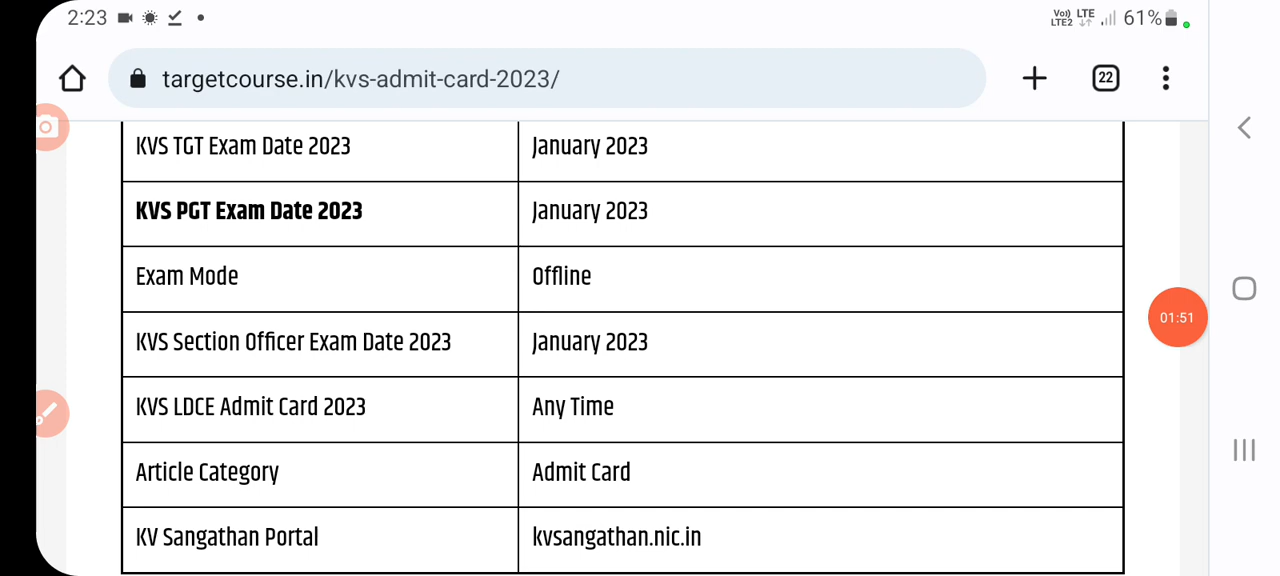 2:23
Vo)) LTE
LTE2
61%
targetcourse.in/kvs-admit-card-2023/
22
KVS TGT Exam Date 2023 January 2023
KVS PGT Exam Date 2023 January 2023
Exam Mode Offline
KVS Section Officer Exam Date 2023 January 2023
01:51
KVS LDCE Admit Card 2023 Any Time
Article Category Admit Card
KV Sangathan Portal kvsangathan.nic.in